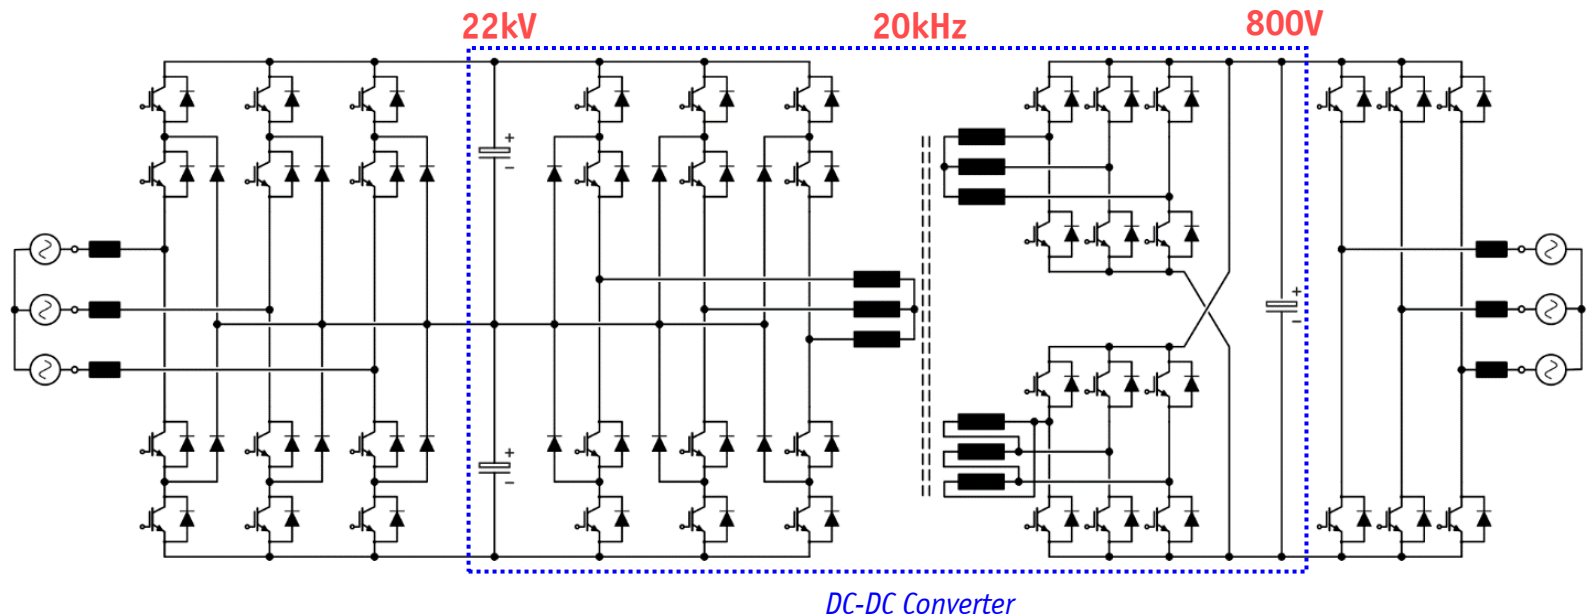 22kV
20kHz
800V
+
−
+
−
+
−
DC-DC Converter